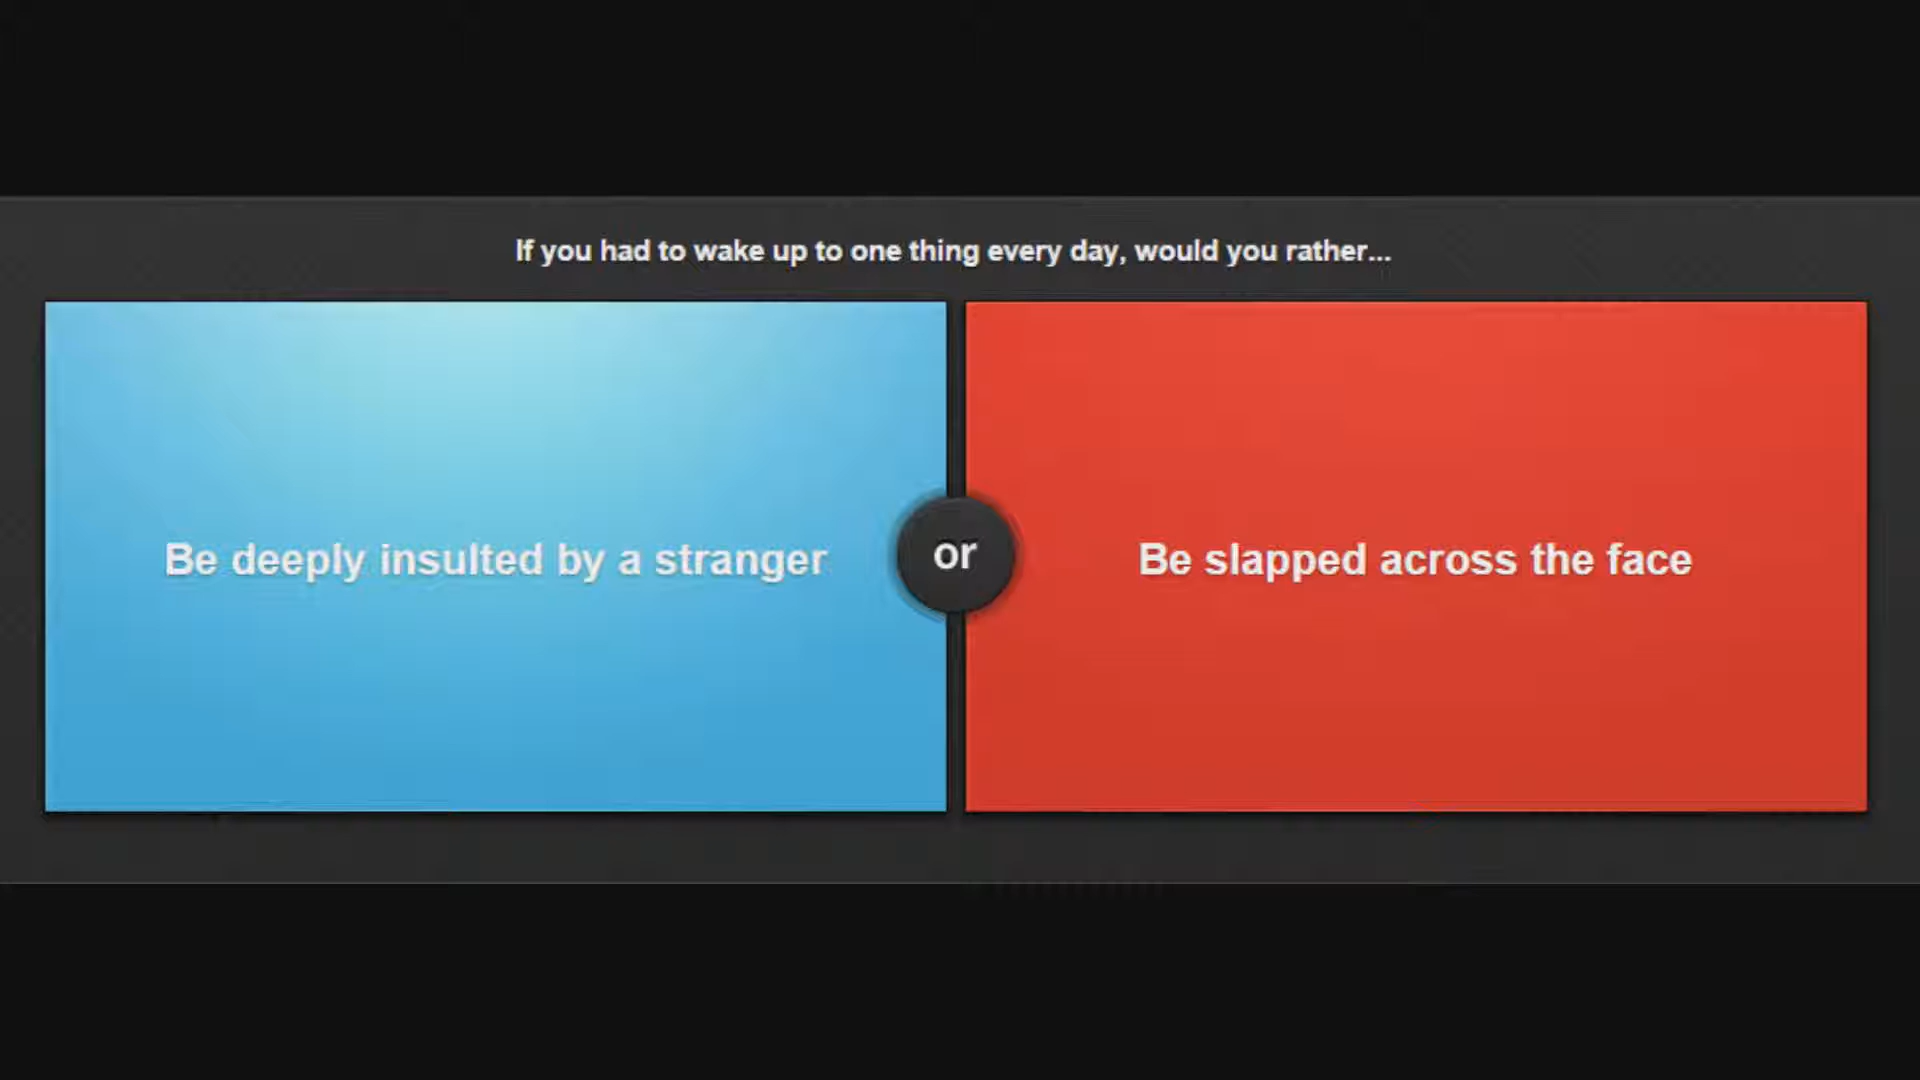 If you had to wake up to one thing every day, would you rather...
Be deeply insulted by a stranger
or
Be slapped across the face